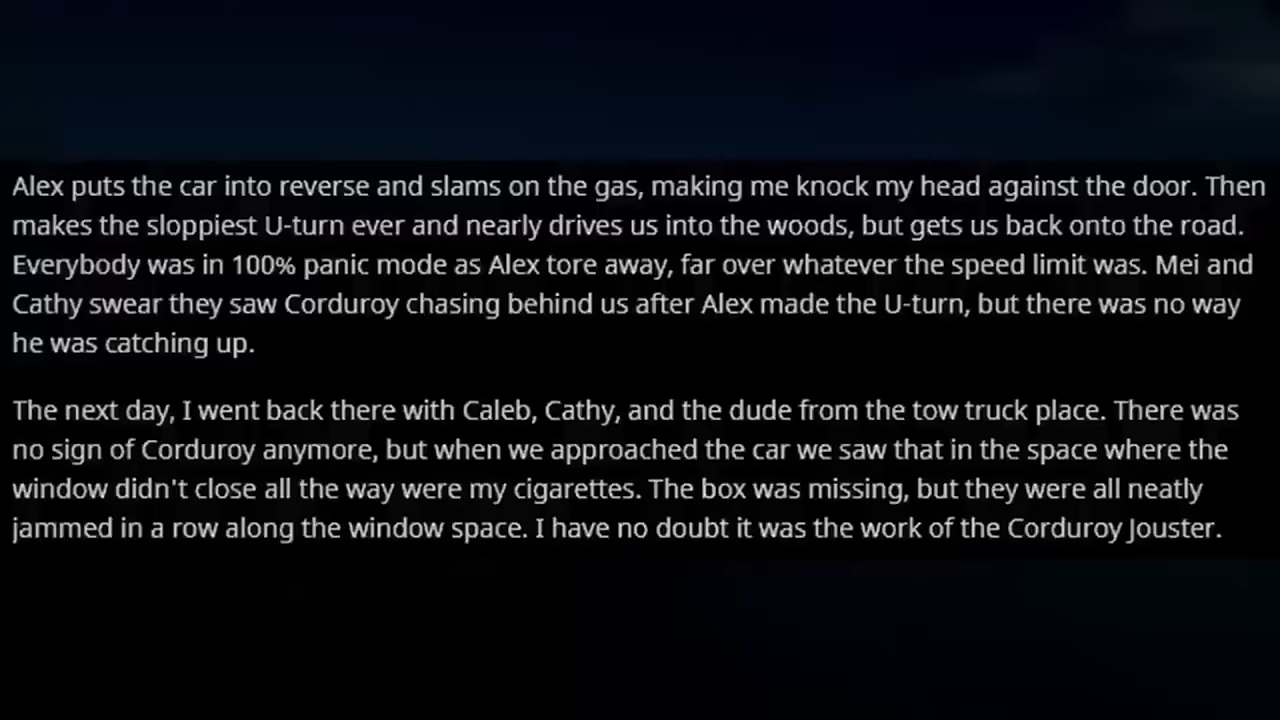 Alex puts the car into reverse and slams on the gas, making me knock my head against the door. Then
makes the sloppiest U-turn ever and nearly drives us into the woods, but gets us back onto the road.
Everybody was in 100% panic mode as Alex tore away, far over whatever the speed limit was. Mei and
Cathy swear they saw Corduroy chasing behind us after Alex made the U-turn, but there was no way
he was catching up.
The next day, I went back there with Caleb, Cathy, and the dude from the tow truck place. There was
no sign of Corduroy anymore, but when we approached the car we saw that in the space where the
window didn't close all the way were my cigarettes. The box was missing, but they were all neatly
jammed in a row along the window space. I have no doubt it was the work of the Corduroy Jouster.